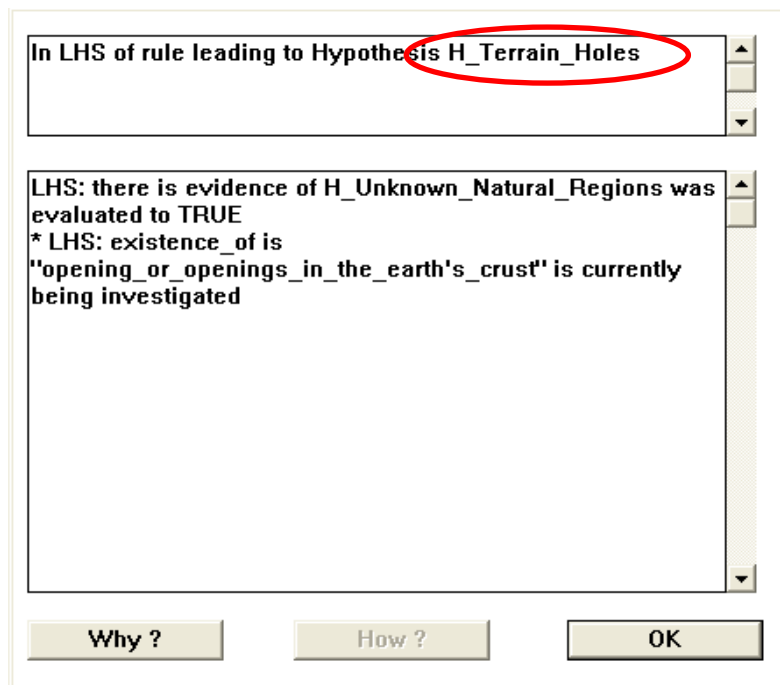 In LHS of rule leading to Hypothesis H_Terrain_Holes
LHS: there is evidence of H_Unknown_Natural_Regions was
evaluated to TRUE
* LHS: existence_of is
"opening_or_openings_in_the_earth's_crust" is currently
being investigated
Why ?
How ?
OK